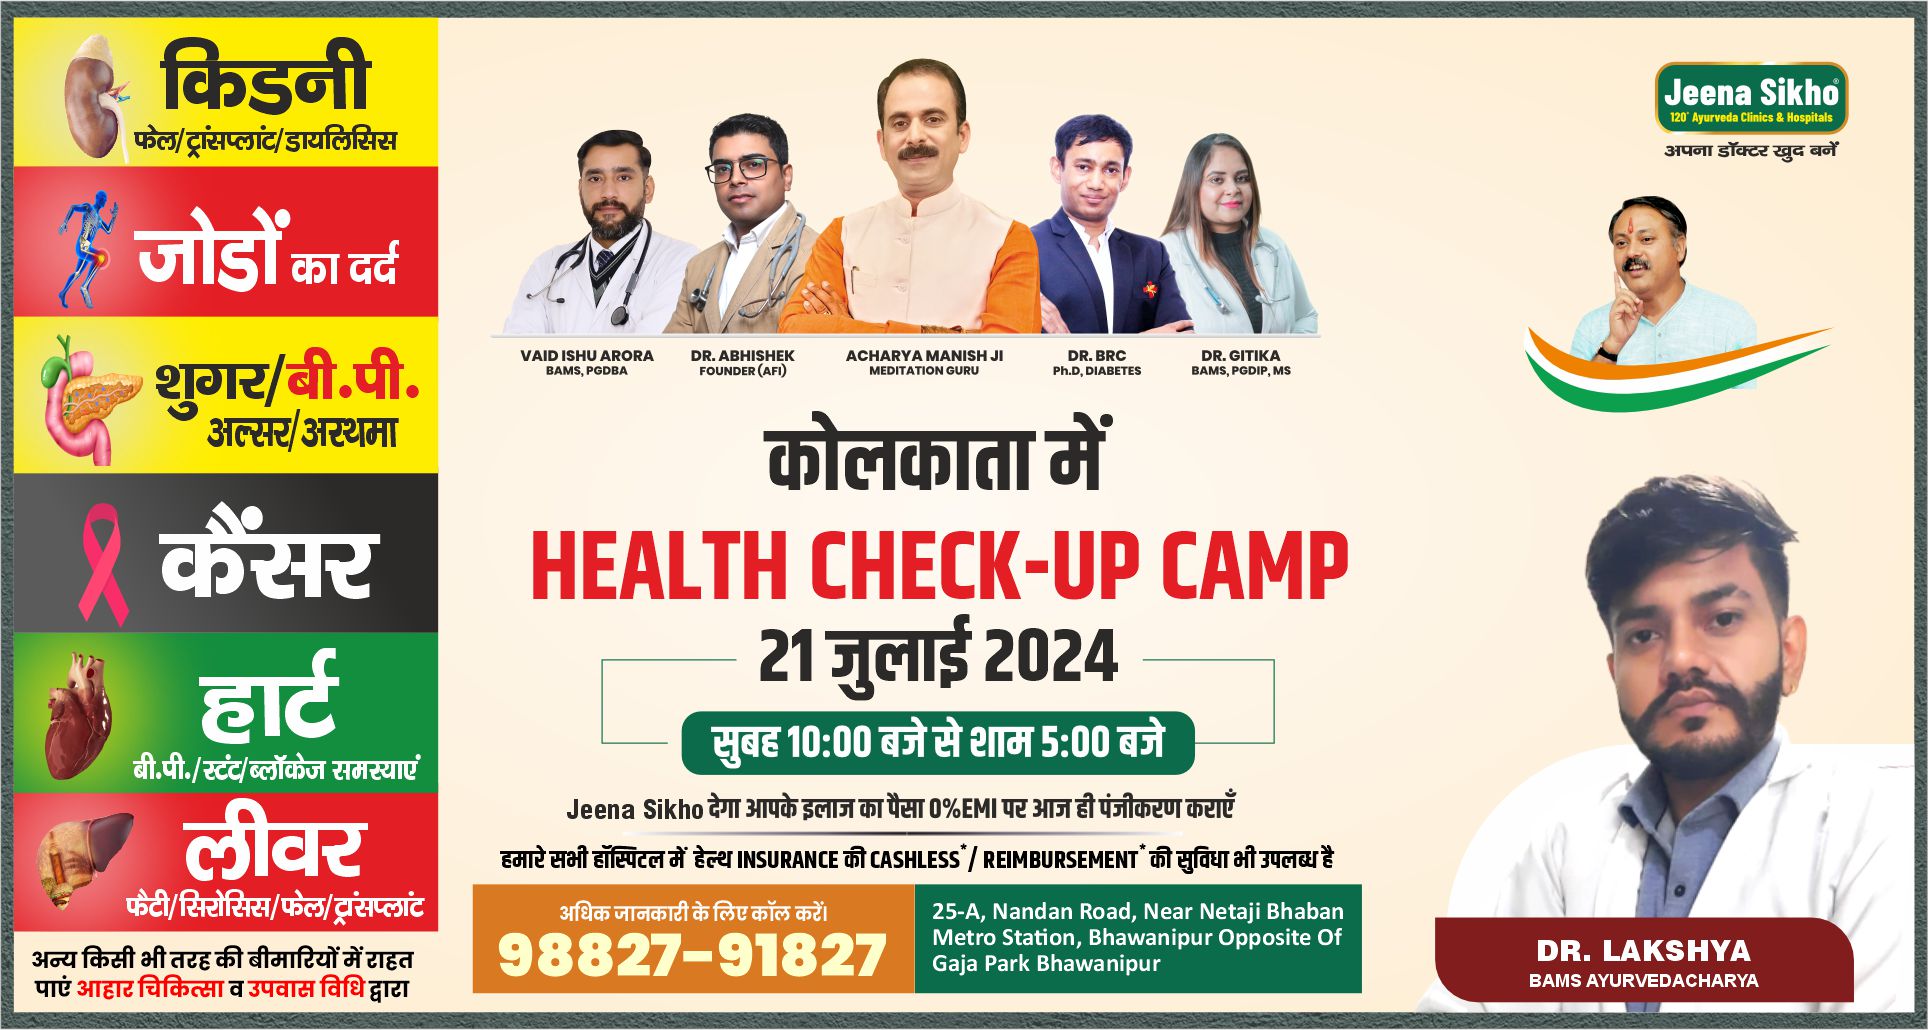 किडनी
फेल/ट्रांसप्लांट/डायलिसिस
जोडों का दर्द
शुगर/बी.पी.
अल्सर/अस्थमा
कैंसर
हार्ट
बी.पी./स्टंट/ब्लॉकेज समस्याएं
लीवर
फैटी/सिरोसिस/फेल/ट्रांसप्लांट
अन्य किसी भी तरह की बीमारियों में राहत
पाएं आहार चिकित्सा व उपवास विधि द्वारा
VAID ISHU ARORA
BAMS, PGDBA
DR. ABHISHEK
FOUNDER (AFI)
ACHARYA MANISH JI
MEDITATION GURU
DR. BRC
Ph.D, DIABETES
DR. GITIKA
BAMS, PGDIP, MS
कोलकाता में
HEALTH CHECK-UP CAMP
21 जुलाई 2024
सुबह 10:00 बजे से शाम 5:00 बजे
Jeena Sikho देगा आपके इलाज का पैसा 0%EMI पर आज ही पंजीकरण कराएँ
हमारे सभी हॉस्पिटल में हेल्थ INSURANCE की CASHLESS*/ REIMBURSEMENT* की सुविधा भी उपलब्ध है
अधिक जानकारी के लिए कॉल करें।
98827-91827
25-A, Nandan Road, Near Netaji Bhaban
Metro Station, Bhawanipur Opposite Of
Gaja Park Bhawanipur
Jeena Sikho®
120+ Ayurveda Clinics & Hospitals
अपना डॉक्टर खुद बनें
DR. LAKSHYA
BAMS AYURVEDACHARYA